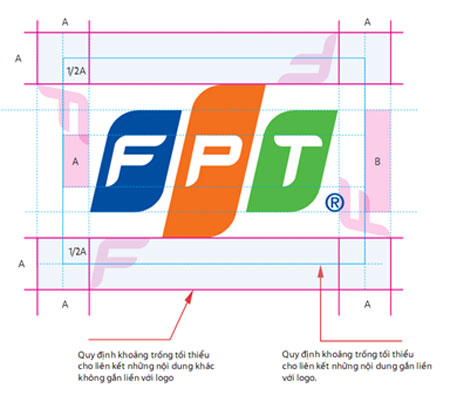 A A
A
1/2A
FPT
A B
®
1/2A
A A
A A
Quy định khoảng trống tối thiểu
cho liên kết những nội dung khác
không gắn liền với logo
Quy định khoảng trống tối thiểu
cho liên kết những nội dung gắn liền
với logo.